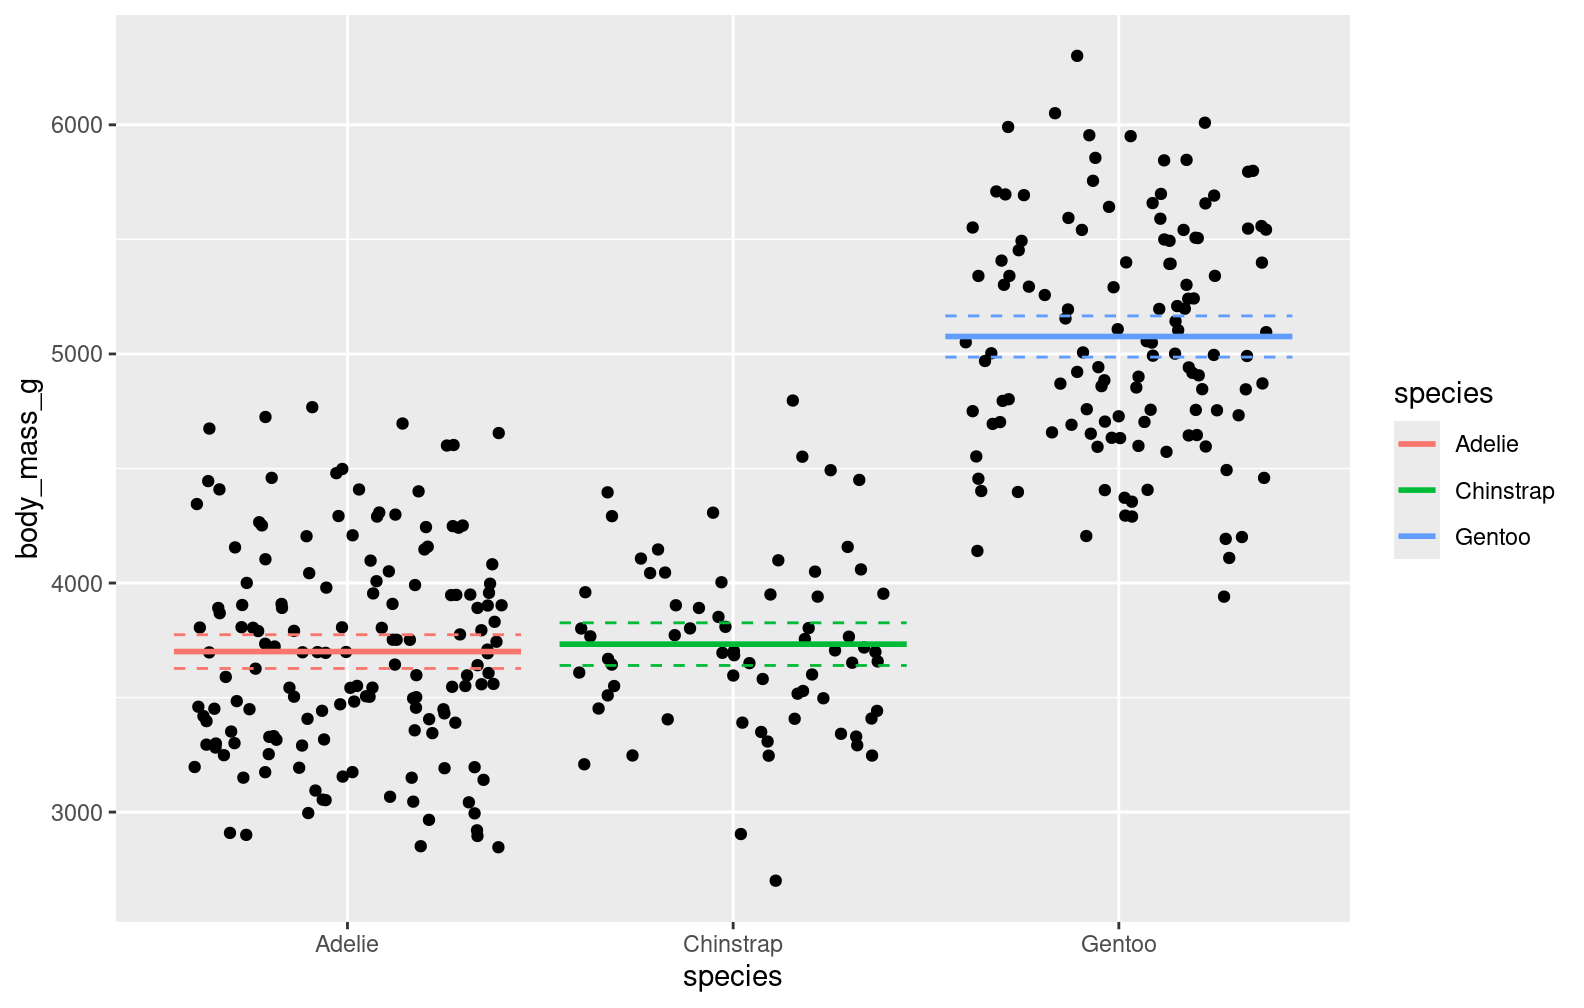 body_mass_g
6000
5000
4000
3000
Adelie
Chinstrap
Gentoo
species
species
Adelie
Chinstrap
Gentoo